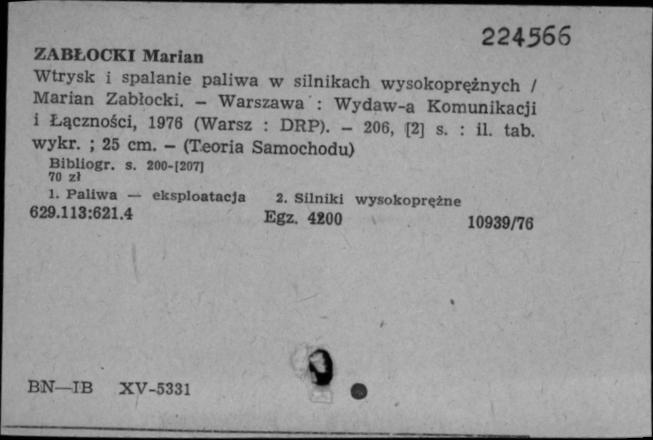 224566
ZABŁOCKI Marian
Wtrysk i spalanie paliwa w silnikach wysokoprężnych /
Marian Zabłocki. – Warszawa : Wydaw-a Komunikacji
i Łączności, 1976 (Warsz : DRP). – 206, [2] s. : il. tab.
wykr. ; 25 cm. – (Teoria Samochodu)
Bibliogr. s. 200-[207]
70 zł
1. Paliwa — eksploatacja 2. Silniki wysokoprężne
629.113:621.4 Egz. 4200 10939/76
BN—IB XV-5331